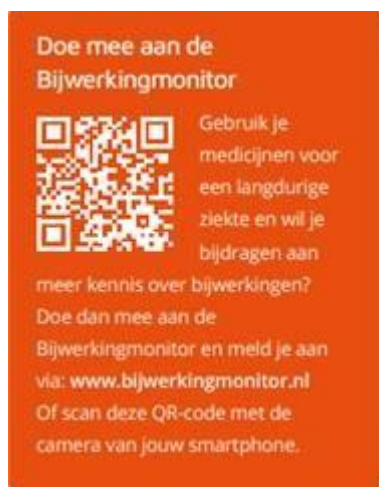 Doe mee aan de
Bijwerkingmonitor
Gebruik je
medicijnen voor
een langdurige
ziekte en wil je
bijdragen aan
meer kennis over bijwerkingen?
Doe dan mee aan de
Bijwerkingmonitor en meld je aan
via: www.bijwerkingmonitor.nl
Of scan deze QR-code met de
camera van jouw smartphone.